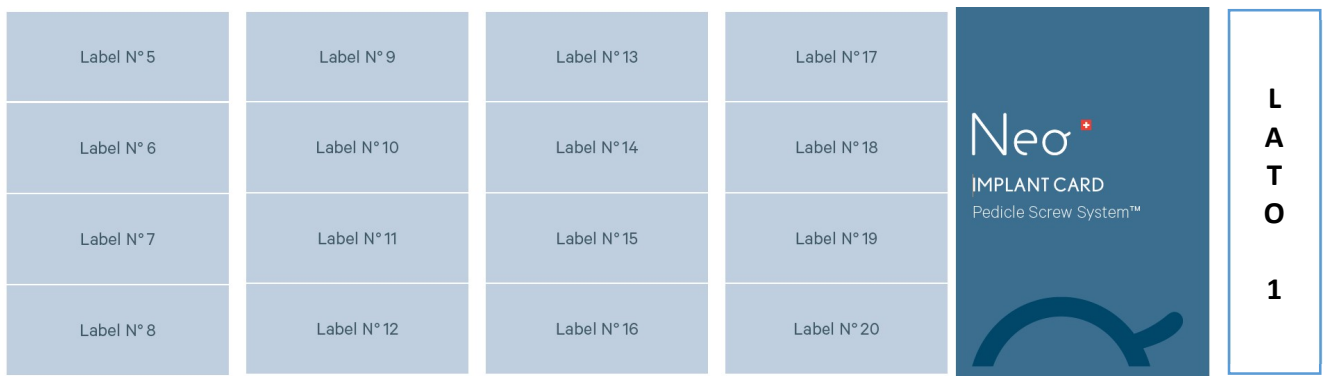 Label N° 5
Label N° 6
Label N° 7
Label N° 8
Label N° 9
Label N° 10
Label N° 11
Label N° 12
Label N° 13
Label N° 14
Label N° 15
Label N° 16
Label N° 17
Label N° 18
Label N° 19
Label N° 20
Neo
IMPLANT CARD
Pedicle Screw System™
L
A
T
O
1